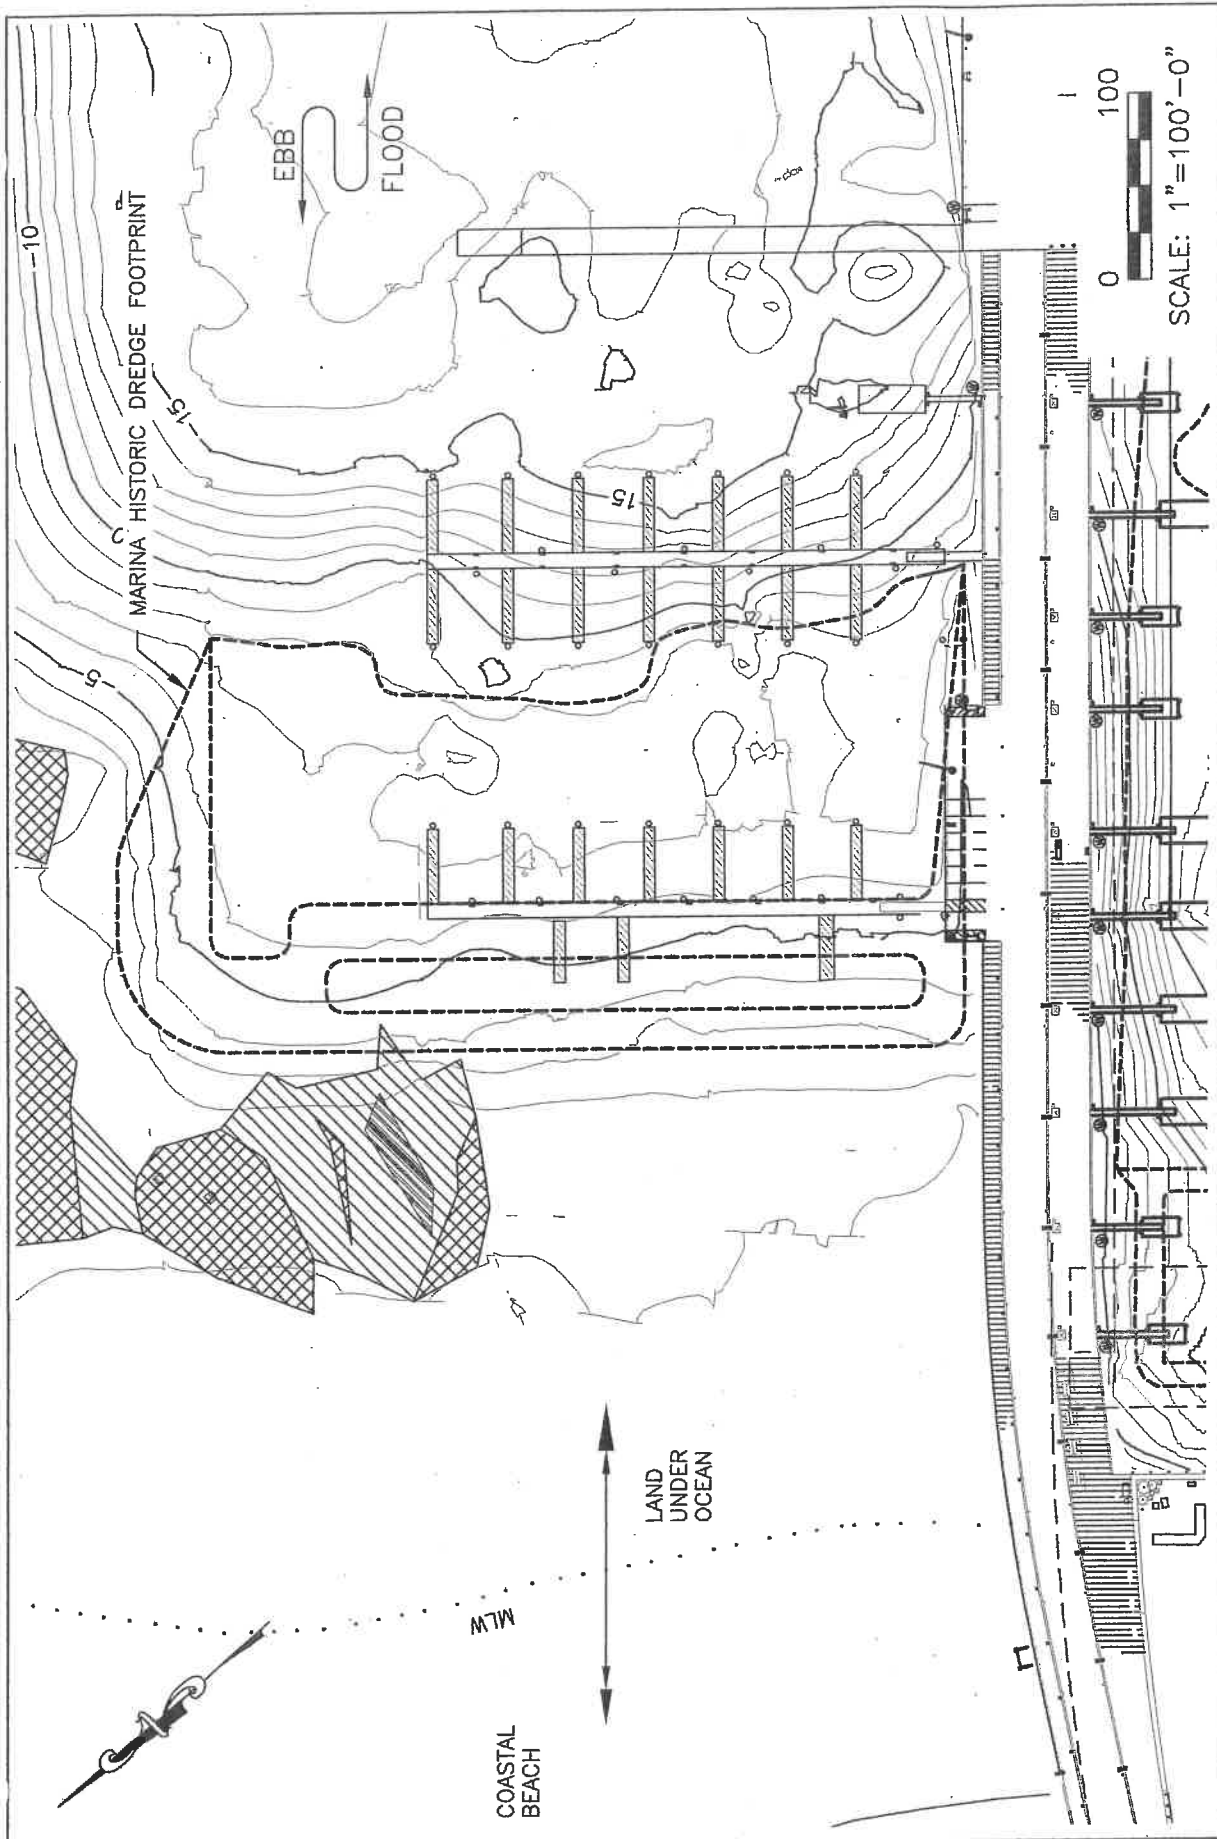 -10
MARINA HISTORIC DREDGE FOOTPRINT
EBB
FLOOD
-15
-5
15
0 100
SCALE: 1"=100'-0"
LAND
UNDER
OCEAN
MLW
COASTAL
BEACH